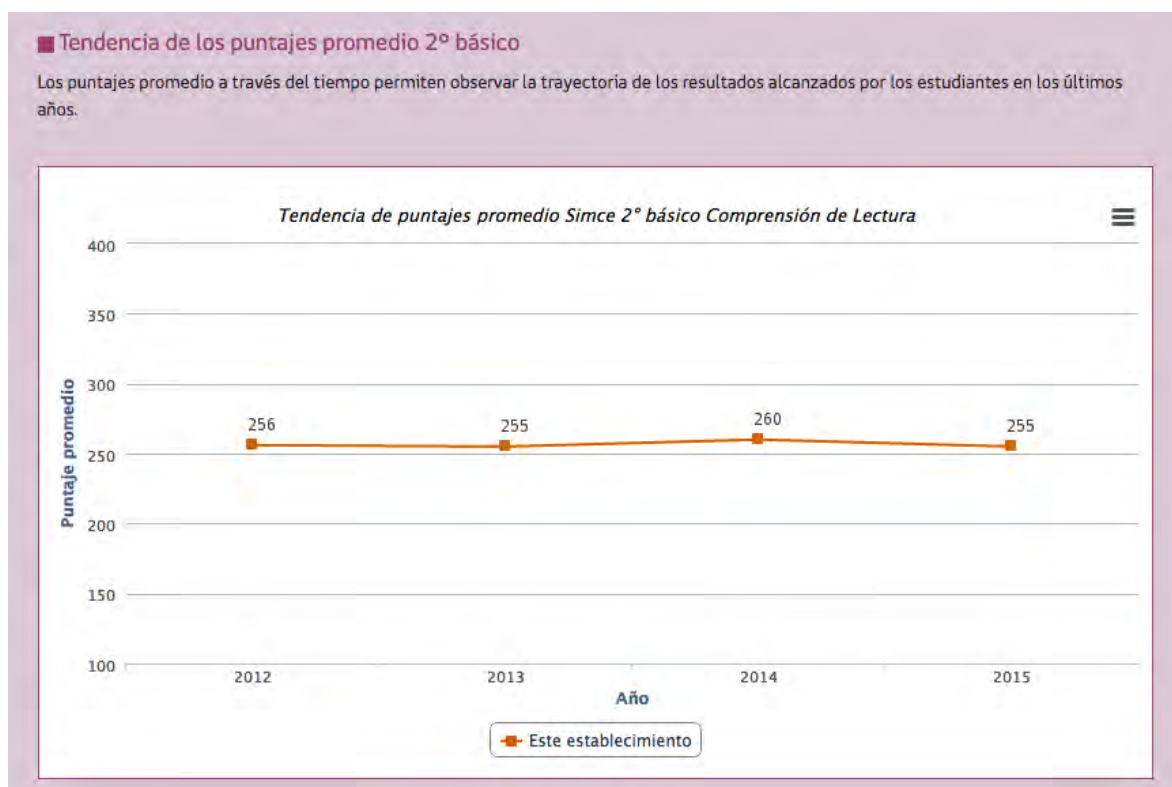 Tendencia de los puntajes promedio 2º básico
Los puntajes promedio a través del tiempo permiten observar la trayectoria de los resultados alcanzados por los estudiantes en los últimos
años.
Tendencia de puntajes promedio Simce 2° básico Comprensión de Lectura
400
350
300
250
200
150
100
Puntaje promedio
256
255
260
255
2012
2013
2014
2015
Año
Este establecimiento